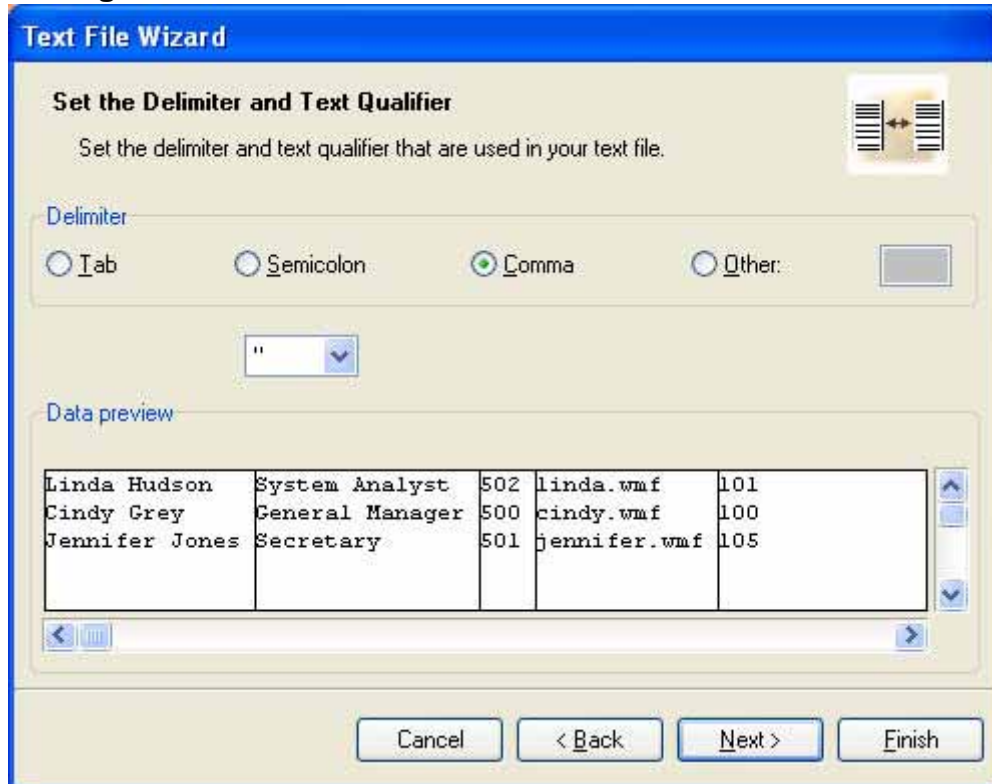 Text File Wizard
Set the Delimiter and Text Qualifier
Set the delimiter and text qualifier that are used in your text file.
Delimiter
Tab Semicolon Comma Other:
"
Data preview
Linda Hudson System Analyst 502 linda.wmf 101
Cindy Grey General Manager 500 cindy.wmf 100
Jennifer Jones Secretary 501 jennifer.wmf 105
Cancel < Back Next > Finish